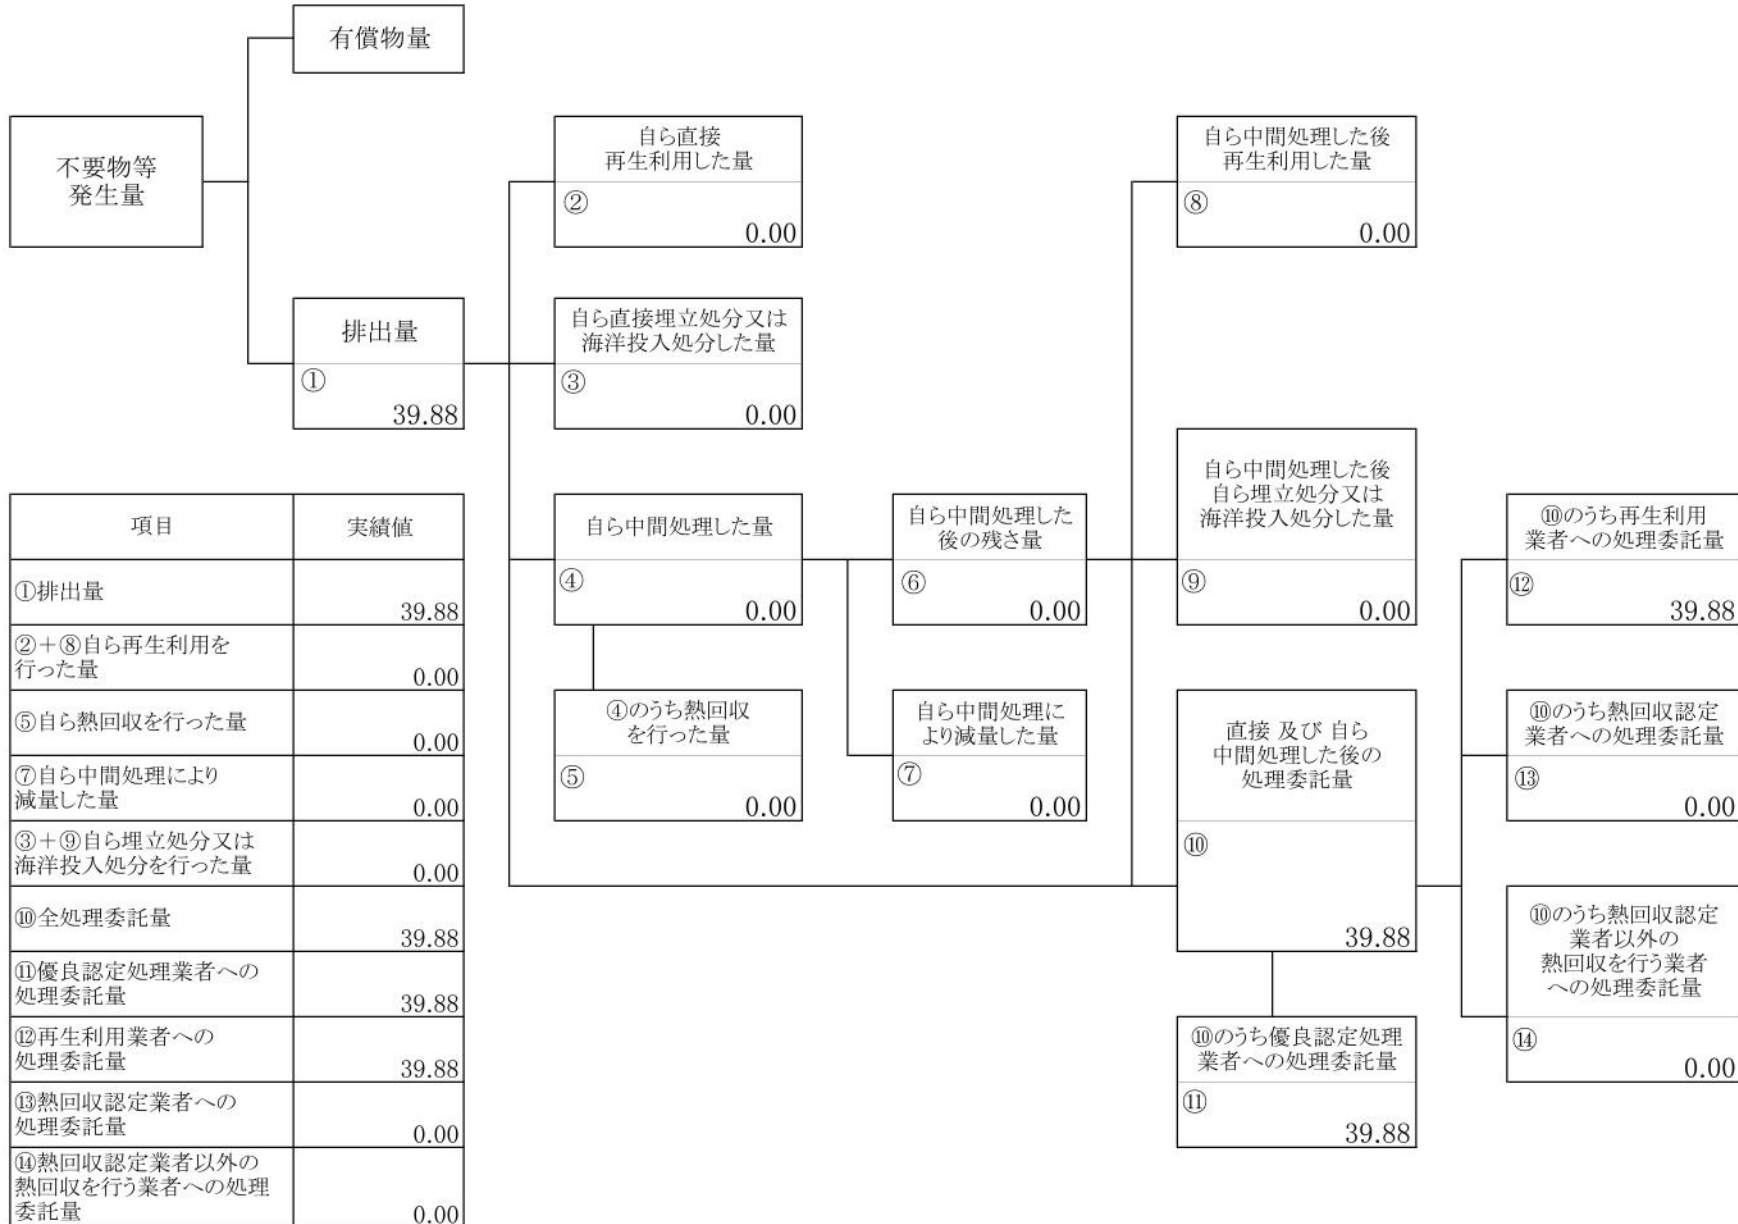 有償物量
不要物等
発生量
自ら直接
再生利用した量
②
0.00
自ら中間処理した後
再生利用した量
⑧
0.00
排出量
①
39.88
自ら直接埋立処分又は
海洋投入処分した量
③
0.00
自ら中間処理した量
④
0.00
自ら中間処理した
後の残さ量
⑥
0.00
自ら中間処理した後
自ら埋立処分又は
海洋投入処分した量
⑨
0.00
⑩のうち再生利用
業者への処理委託量
⑫
39.88
④のうち熱回収
を行った量
⑤
0.00
自ら中間処理に
より減量した量
⑦
0.00
直接 及び 自ら
中間処理した後の
処理委託量
⑩
39.88
⑩のうち熱回収認定
業者への処理委託量
⑬
0.00
⑩のうち熱回収認定
業者以外の
熱回収を行う業者
への処理委託量
⑭
0.00
⑩のうち優良認定処理
業者への処理委託量
⑪
39.88
項目 実績値
①排出量
39.88
②+⑧自ら再生利用を
行った量
0.00
⑤自ら熱回収を行った量
0.00
⑦自ら中間処理により
減量した量
0.00
③+⑨自ら埋立処分又は
海洋投入処分を行った量
0.00
⑩全処理委託量
39.88
⑪優良認定処理業者への
処理委託量
39.88
⑫再生利用業者への
処理委託量
39.88
⑬熱回収認定業者への
処理委託量
0.00
⑭熱回収認定業者以外の
熱回収を行う業者への処理
委託量
0.00